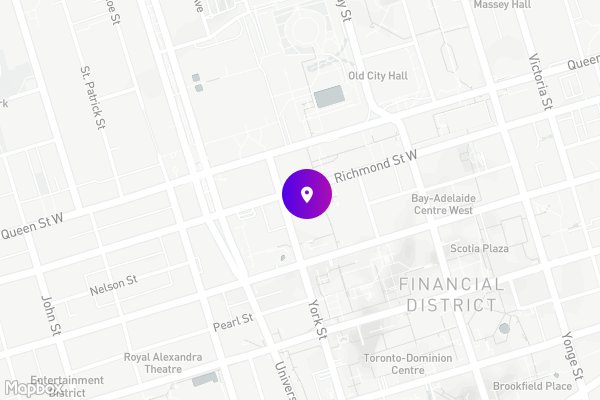 Massey Hall
Ave
Old City Hall
Queen
Victoria St
St. Patrick St
Richmond St W
Bay-Adelaide
Centre West
Queen St W
Scotia Plaza
Nelson St
FINANCIAL
DISTRICT
John St
York St
Pearl St
Yonge St
Royal Alexandra
Theatre
Toronto-Dominion
Centre
Entertainment
District
Brookfield Place
Mapbox